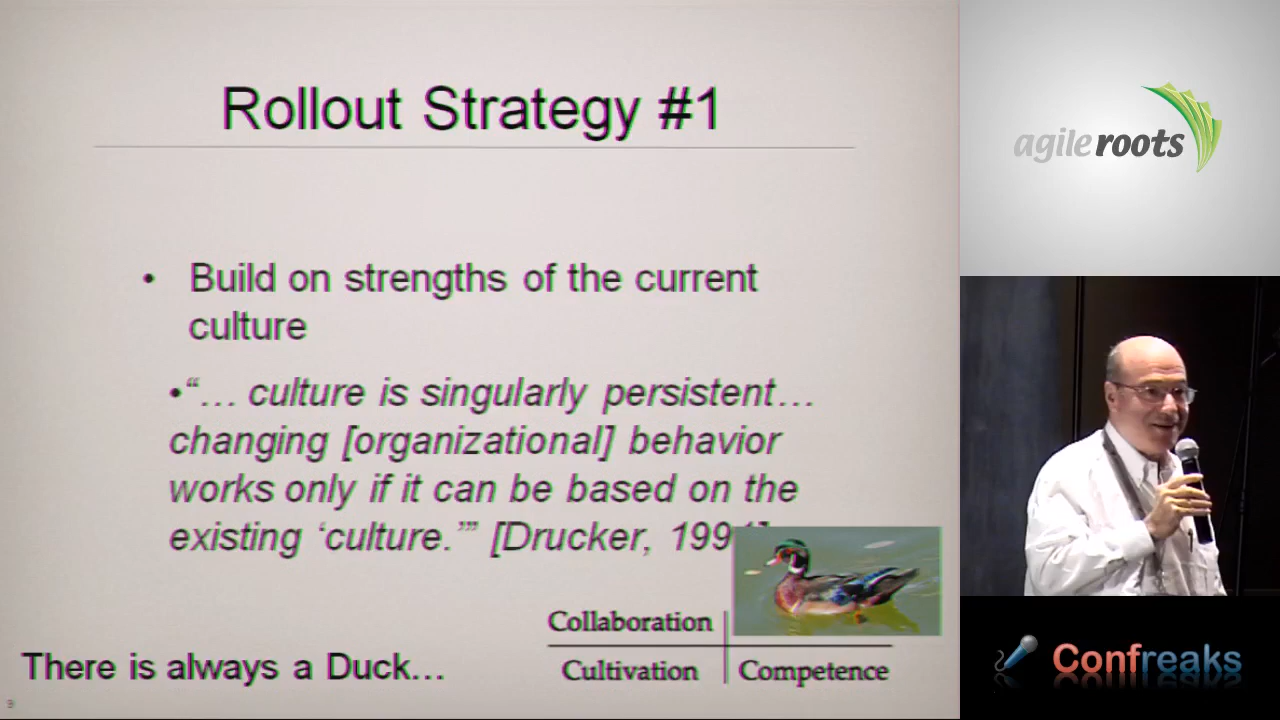 Rollout Strategy #1
• Build on strengths of the current
culture
•“… culture is singularly persistent…
changing [organizational] behavior
works only if it can be based on the
existing ‘culture.’” [Drucker,
Collaboration
Cultivation
Competence
There is always a Duck…
9
agile roots
Confreaks